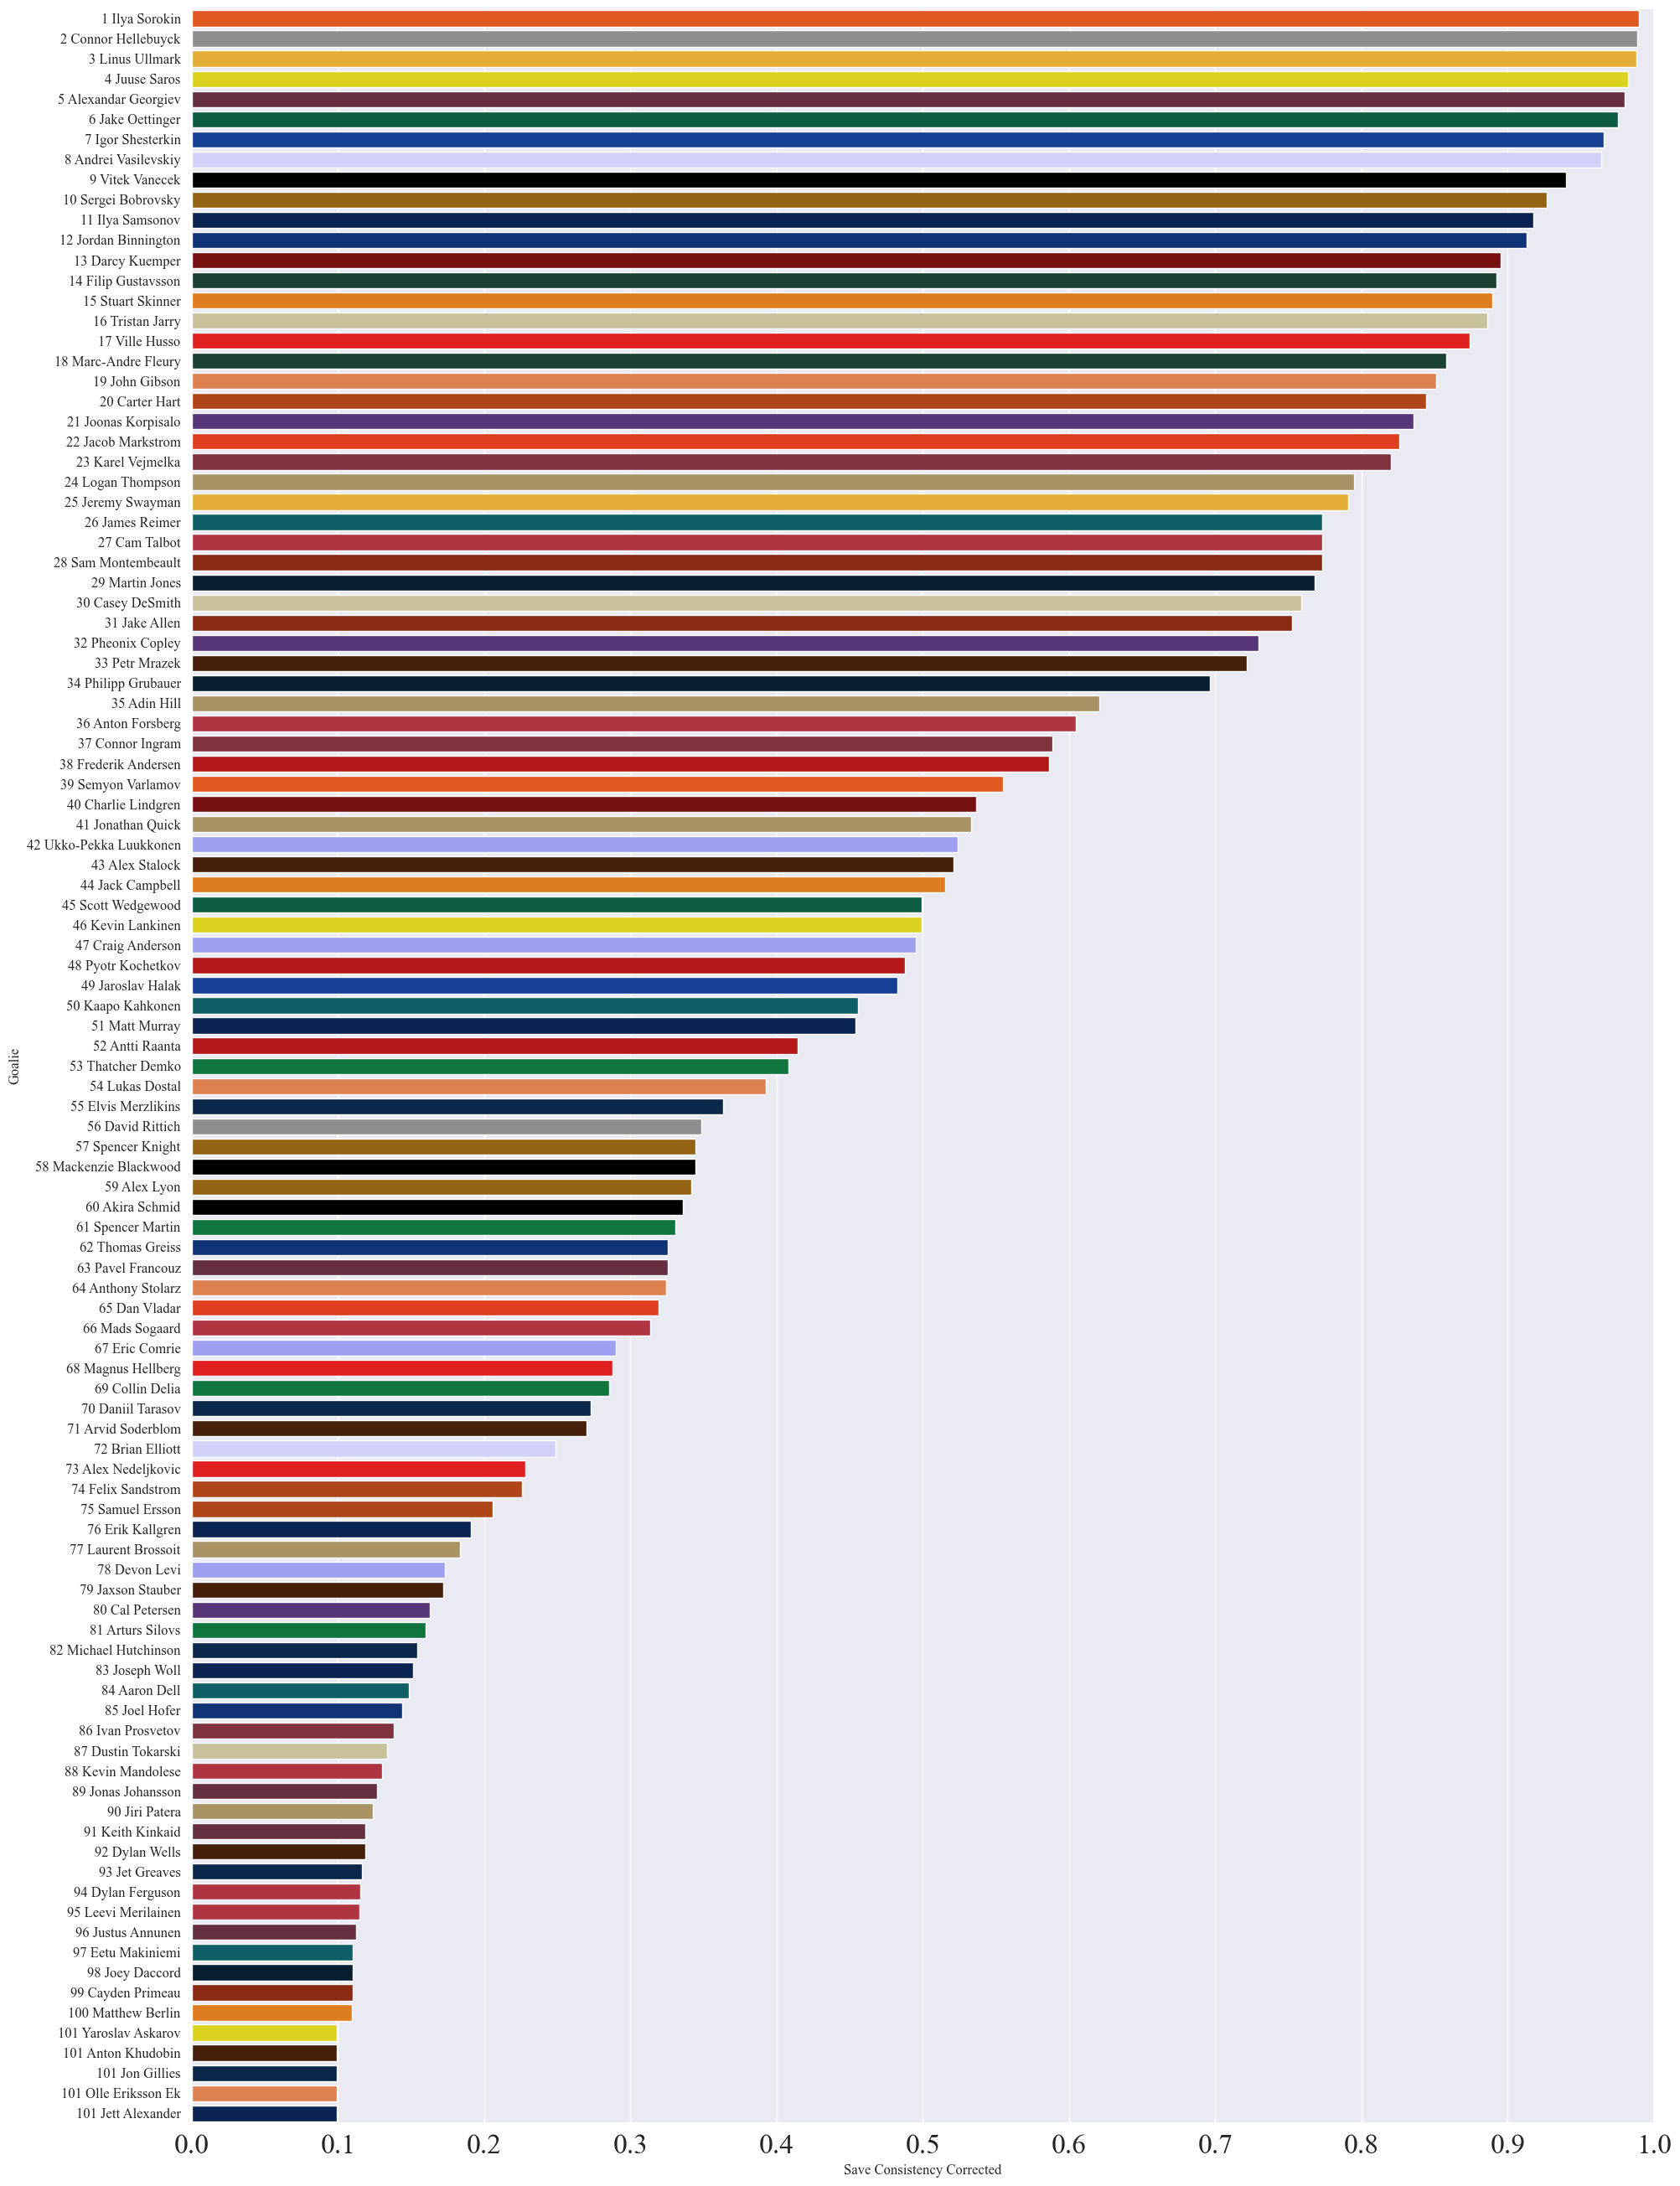 1 Ilya Sorokin
2 Connor Hellebuyck
3 Linus Ullmark
4 Juuse Saros
5 Alexandar Georgiev
6 Jake Oettinger
7 Igor Shesterkin
8 Andrei Vasilevskiy
9 Vitek Vanecek
10 Sergei Bobrovsky
11 Ilya Samsonov
12 Jordan Binnington
13 Darcy Kuemper
14 Filip Gustavsson
15 Stuart Skinner
16 Tristan Jarry
17 Ville Husso
18 Marc-Andre Fleury
19 John Gibson
20 Carter Hart
21 Joonas Korpisalo
22 Jacob Markstrom
23 Karel Vejmelka
24 Logan Thompson
25 Jeremy Swayman
26 James Reimer
27 Cam Talbot
28 Sam Montembeault
29 Martin Jones
30 Casey DeSmith
31 Jake Allen
32 Pheonix Copley
33 Petr Mrazek
34 Philipp Grubauer
35 Adin Hill
36 Anton Forsberg
37 Connor Ingram
38 Frederik Andersen
39 Semyon Varlamov
40 Charlie Lindgren
41 Jonathan Quick
42 Ukko-Pekka Luukkonen
43 Alex Stalock
44 Jack Campbell
45 Scott Wedgewood
46 Kevin Lankinen
47 Craig Anderson
48 Pyotr Kochetkov
49 Jaroslav Halak
50 Kaapo Kahkonen
51 Matt Murray
52 Antti Raanta
53 Thatcher Demko
54 Lukas Dostal
55 Elvis Merzlikins
56 David Rittich
57 Spencer Knight
58 Mackenzie Blackwood
59 Alex Lyon
60 Akira Schmid
61 Spencer Martin
62 Thomas Greiss
63 Pavel Francouz
64 Anthony Stolarz
65 Dan Vladar
66 Mads Sogaard
67 Eric Comrie
68 Magnus Hellberg
69 Collin Delia
70 Daniil Tarasov
71 Arvid Soderblom
72 Brian Elliott
73 Alex Nedeljkovic
74 Felix Sandstrom
75 Samuel Ersson
76 Erik Kallgren
77 Laurent Brossoit
78 Devon Levi
79 Jaxson Stauber
80 Cal Petersen
81 Arturs Silovs
82 Michael Hutchinson
83 Joseph Woll
84 Aaron Dell
85 Joel Hofer
86 Ivan Prosvetov
87 Dustin Tokarski
88 Kevin Mandolese
89 Jonas Johansson
90 Jiri Patera
91 Keith Kinkaid
92 Dylan Wells
93 Jet Greaves
94 Dylan Ferguson
95 Leevi Merilainen
96 Justus Annunen
97 Eetu Makiniemi
98 Joey Daccord
99 Cayden Primeau
100 Matthew Berlin
101 Yaroslav Askarov
101 Anton Khudobin
101 Jon Gillies
101 Olle Eriksson Ek
101 Jett Alexander
Goalie
0.0 0.1 0.2 0.3 0.4 0.5 0.6 0.7 0.8 0.9 1.0
Save Consistency Corrected